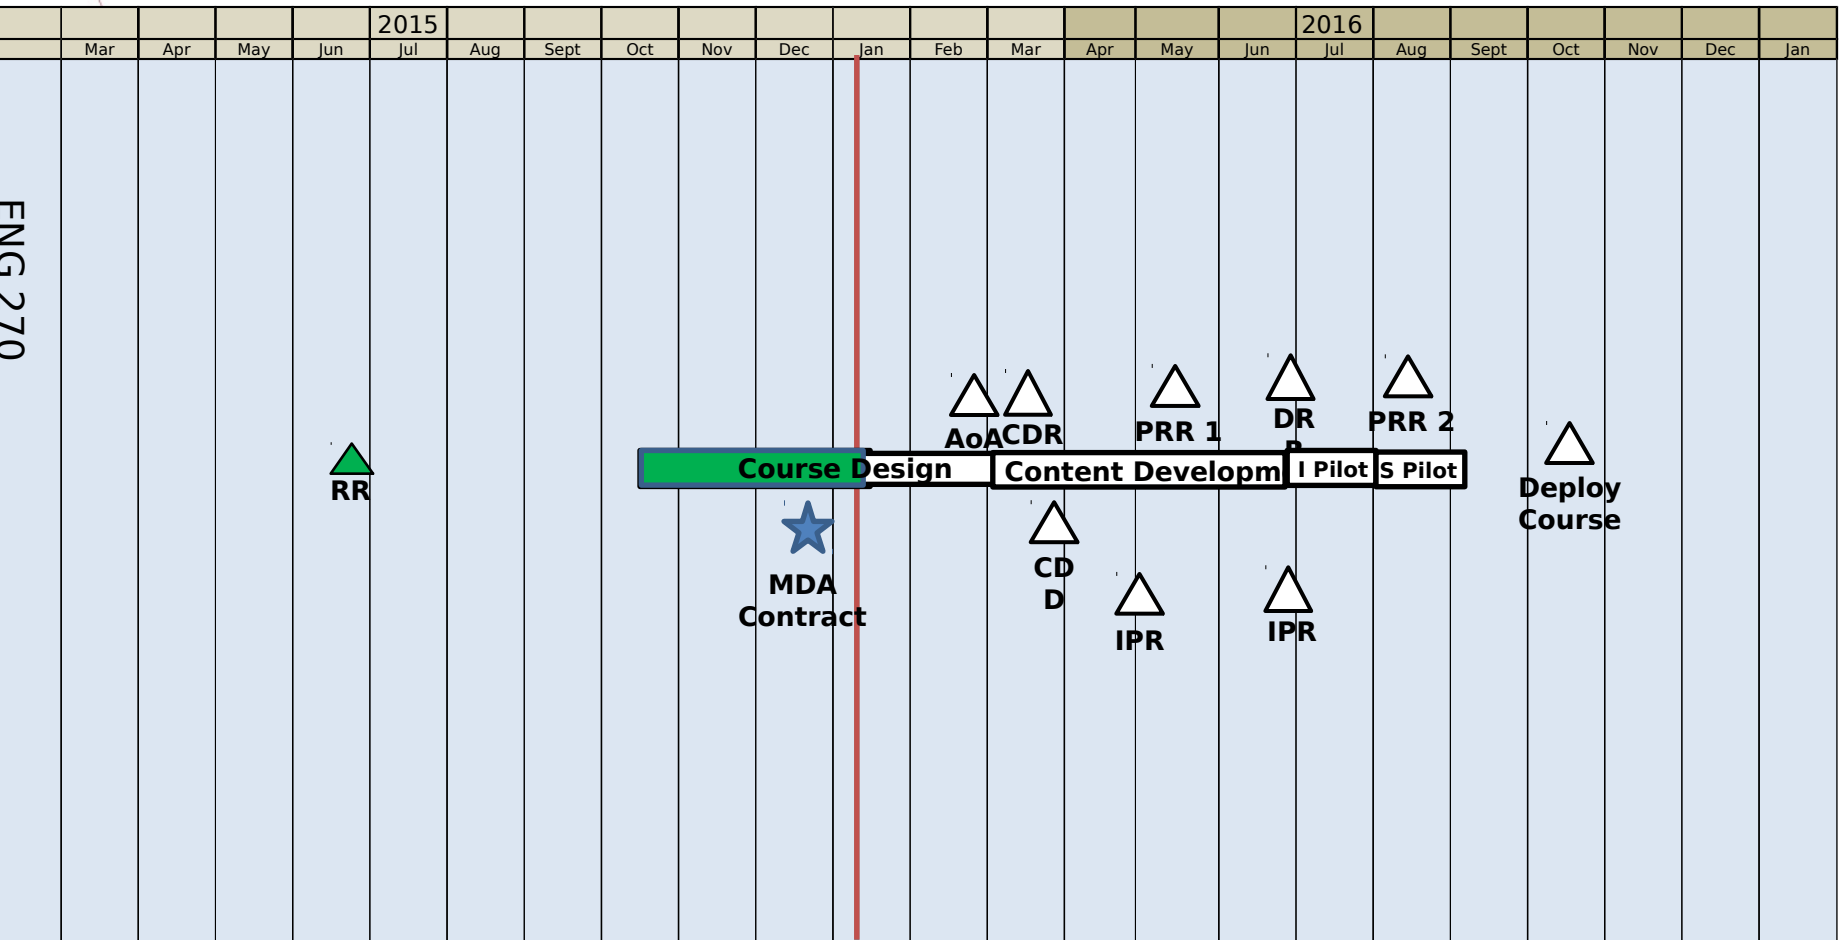 2015
2016
Mar Apr May Jun Jul Aug Sept Oct Nov Dec Jan Feb Mar Apr May Jun Jul Aug Sept Oct Nov Dec Jan
ENG 270
RR
AoA
CDR
PRR 1
DR
PRR 2
Course Design
Content Developm
I Pilot
S Pilot
Deploy
Course
MDA
Contract
CD
D
IPR
IPR